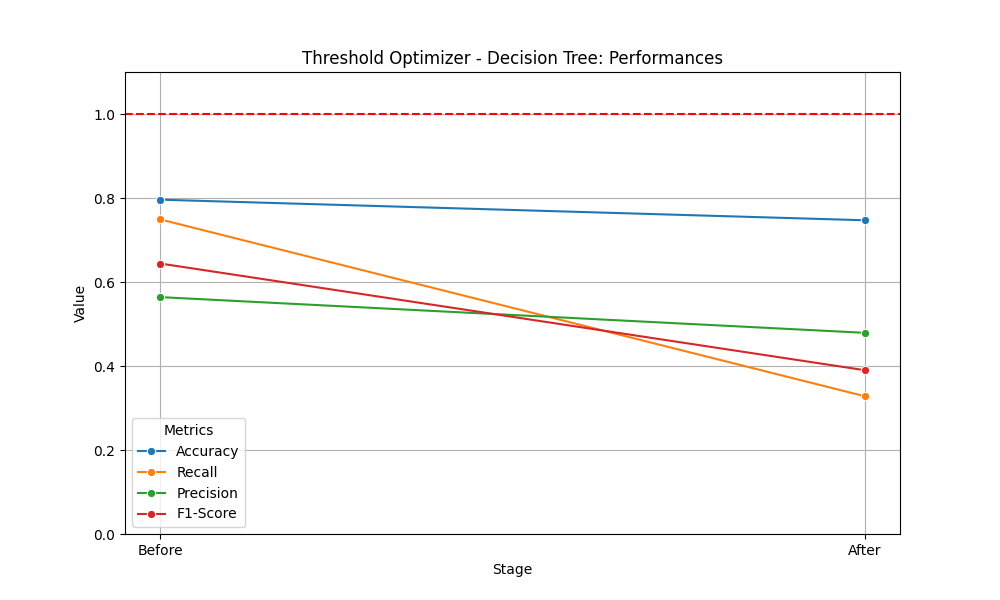 Threshold Optimizer - Decision Tree: Performances
1.0
0.8
0.6
0.4
0.2
0.0
Value
Metrics
Accuracy
Recall
Precision
F1-Score
Before
After
Stage